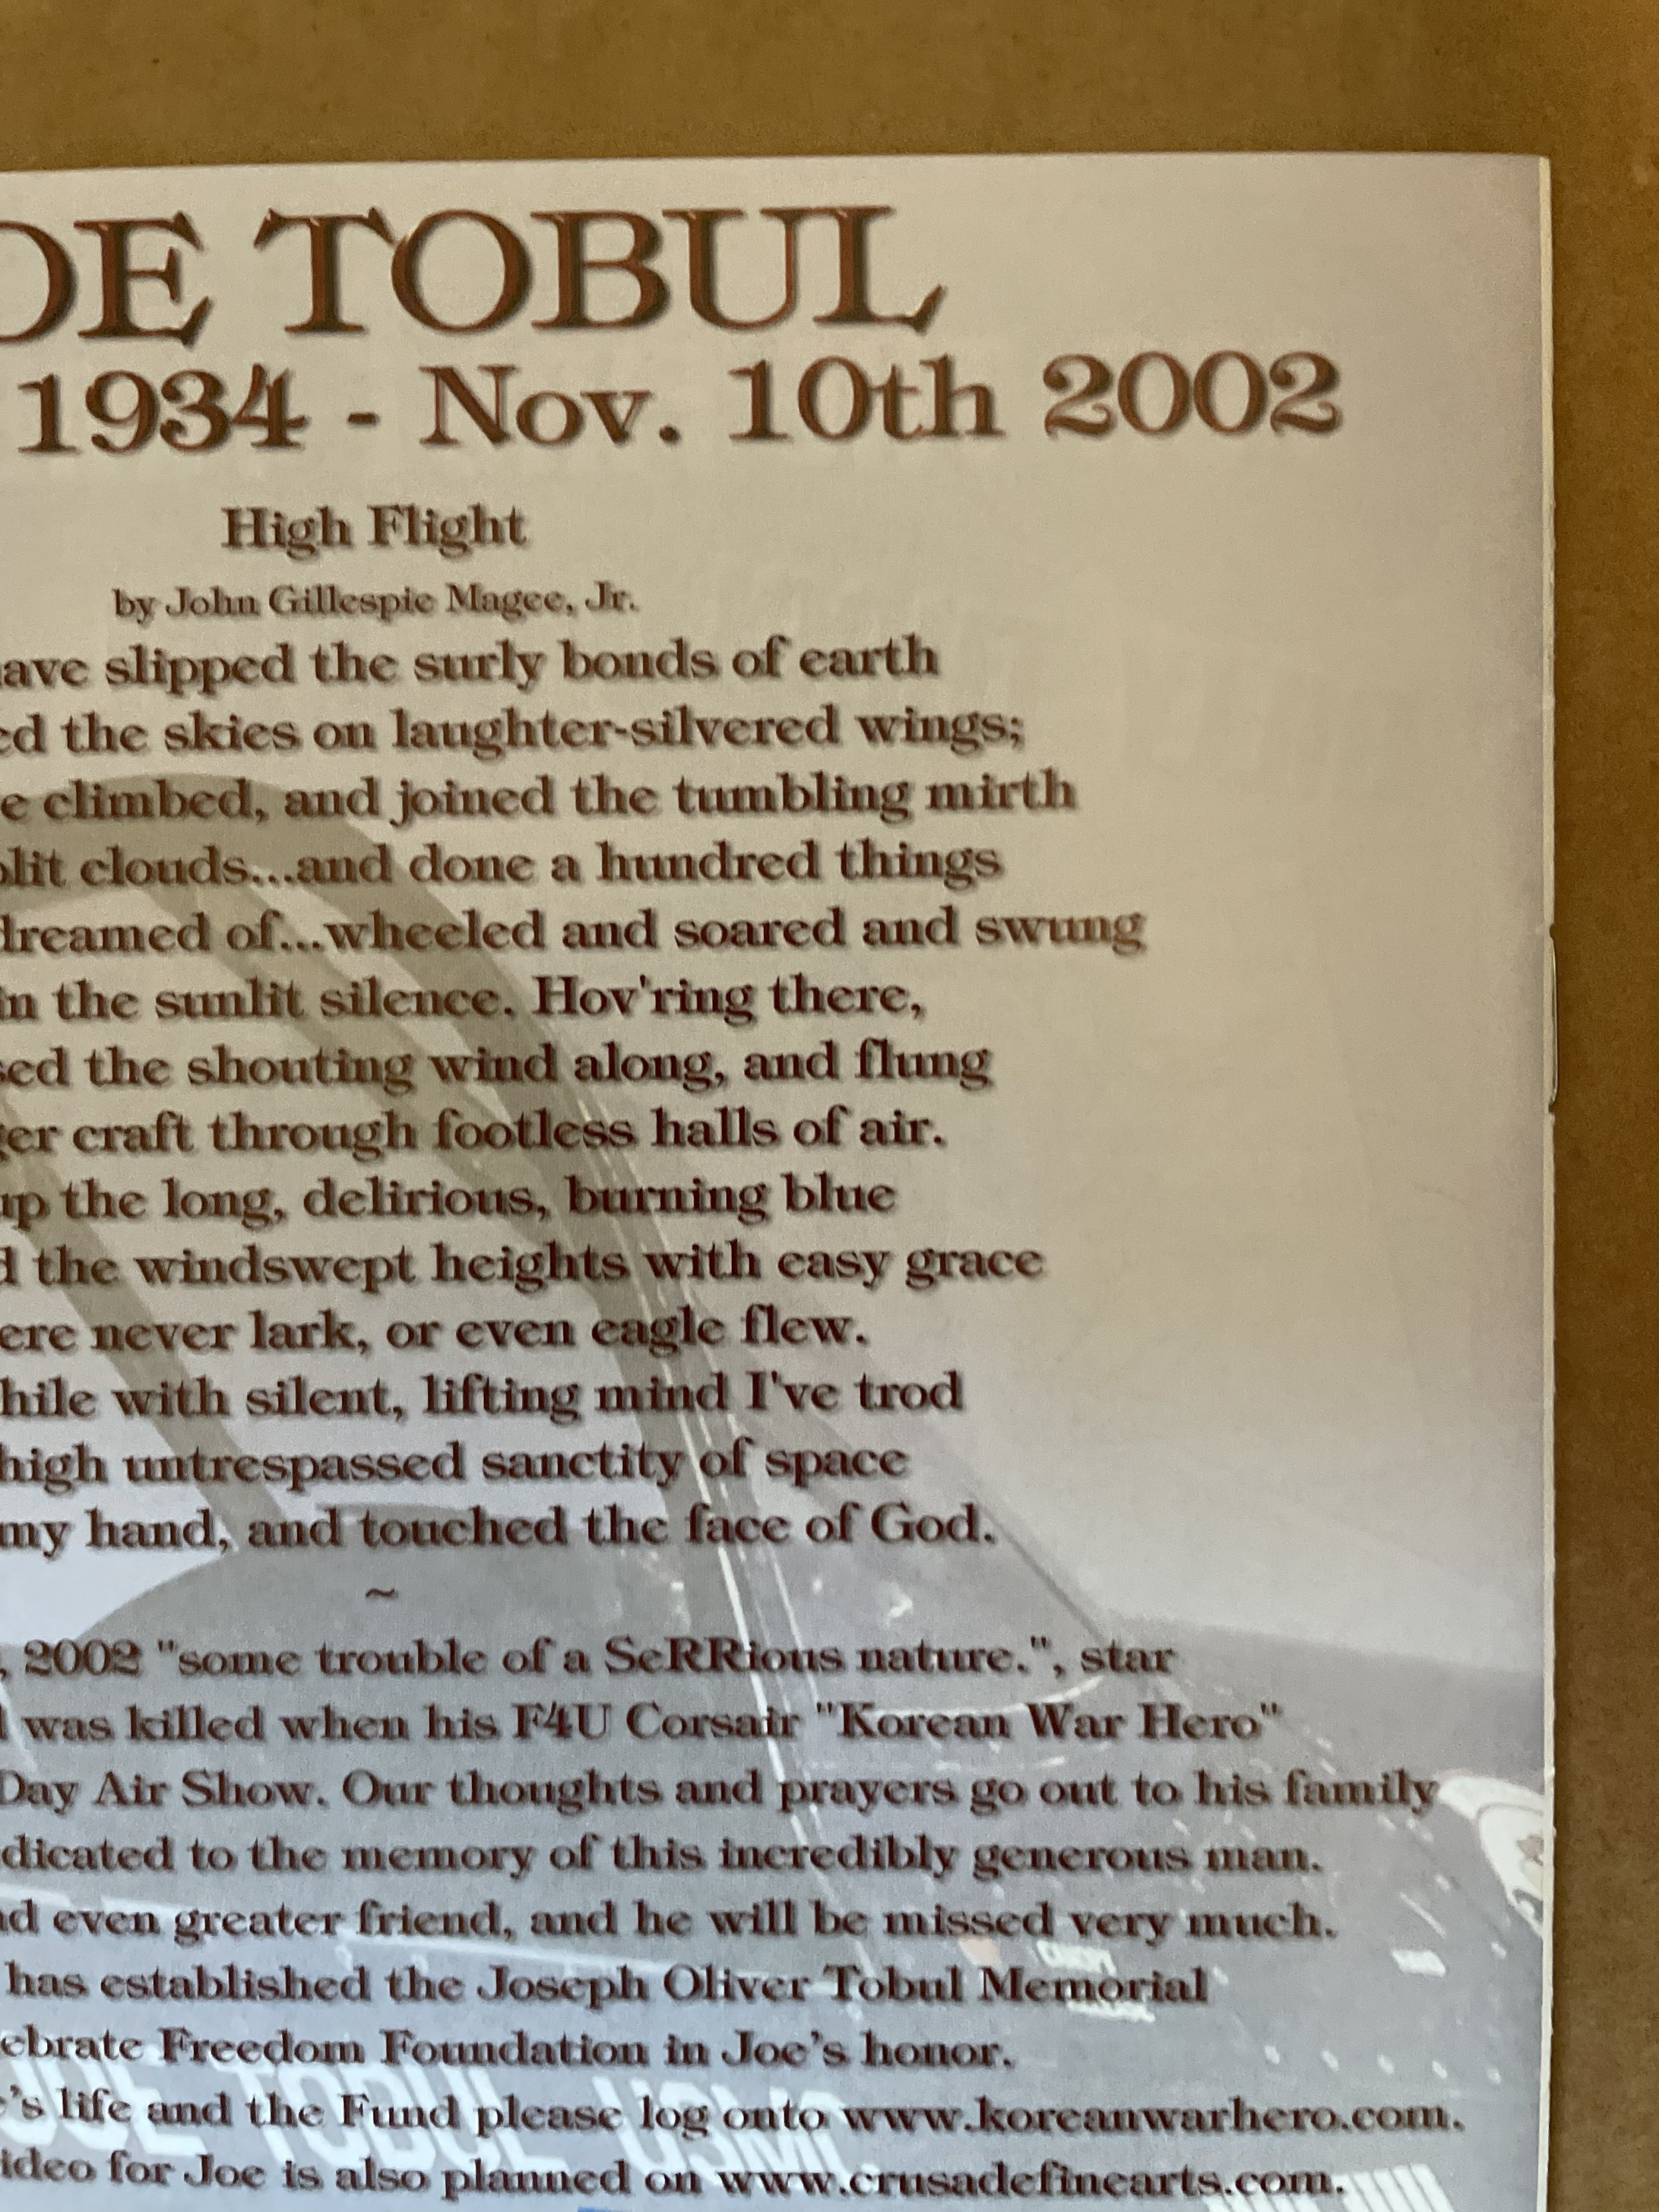 OE TOBUL
1934 - Nov. 10th 2002
High Flight
by John Gillespie Magee, Jr.
ave slipped the surly bonds of earth
ed the skies on laughter-silvered wings;
e climbed, and joined the tumbling mirth
plit clouds...and done a hundred things
dreamed of...wheeled and soared and swung
in the sunlit silence. Hov'ring there,
sed the shouting wind along, and flung
ger craft through footless halls of air.
up the long, delirious, burning blue
d the windswept heights with easy grace
ere never lark, or even eagle flew.
hile with silent, lifting mind I've trod
high untrespassed sanctity of space
my hand, and touched the face of God.
~
, 2002 "some trouble of a SeRRious nature.", star
l was killed when his F4U Corsair "Korean War Hero"
Day Air Show. Our thoughts and prayers go out to his family
dicated to the memory of this incredibly generous man.
nd even greater friend, and he will be missed very much.
has established the Joseph Oliver Tobul Memorial
ebrate Freedom Foundation in Joe's honor.
e's life and the Fund please log onto www.koreanwarhero.com.
ideo for Joe is also planned on www.crusadefinearts.com.
JOE TOBUL USMC